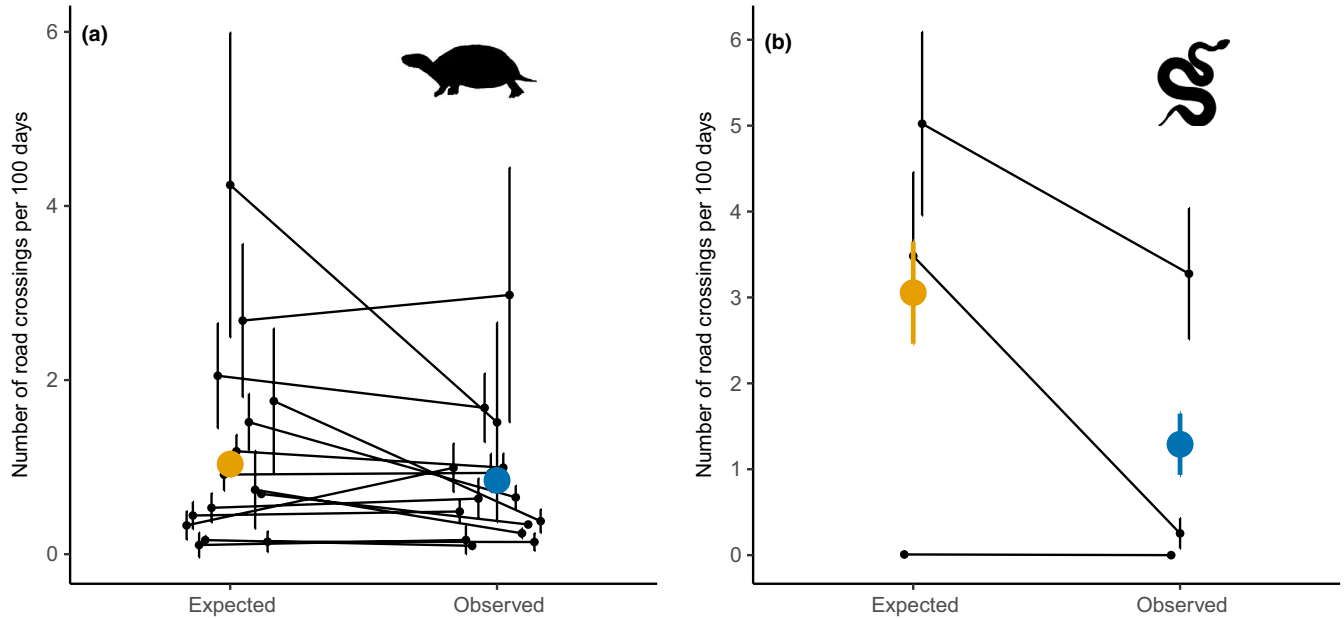 (a)
Number of road crossings per 100 days
6
4
2
0
Expected
Observed
(b)
Number of road crossings per 100 days
6
5
4
3
2
1
0
Expected
Observed